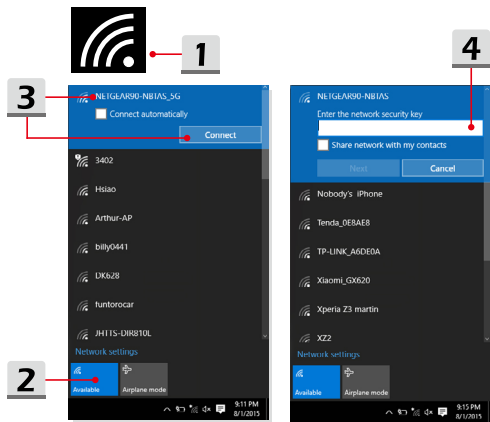 1
3
NETGEAR90-NBTAS_5G
Connect automatically
Connect
3402
Hsiao
Arthur-AP
billy0441
DK628
funtorocar
JHTTS-DIR810L
Network settings
2
Available
Airplane mode
9:11 PM
8/1/2015
4
NETGEAR90-NBTAS
Enter the network security key
Share network with my contacts
Next
Cancel
Nobody's iPhone
Tenda_0E8AE8
TP-LINK_A6DE0A
Xiaomi_GX620
Xperia Z3 martin
XZ2
Network settings
Available
Airplane mode
9:15 PM
8/1/2015